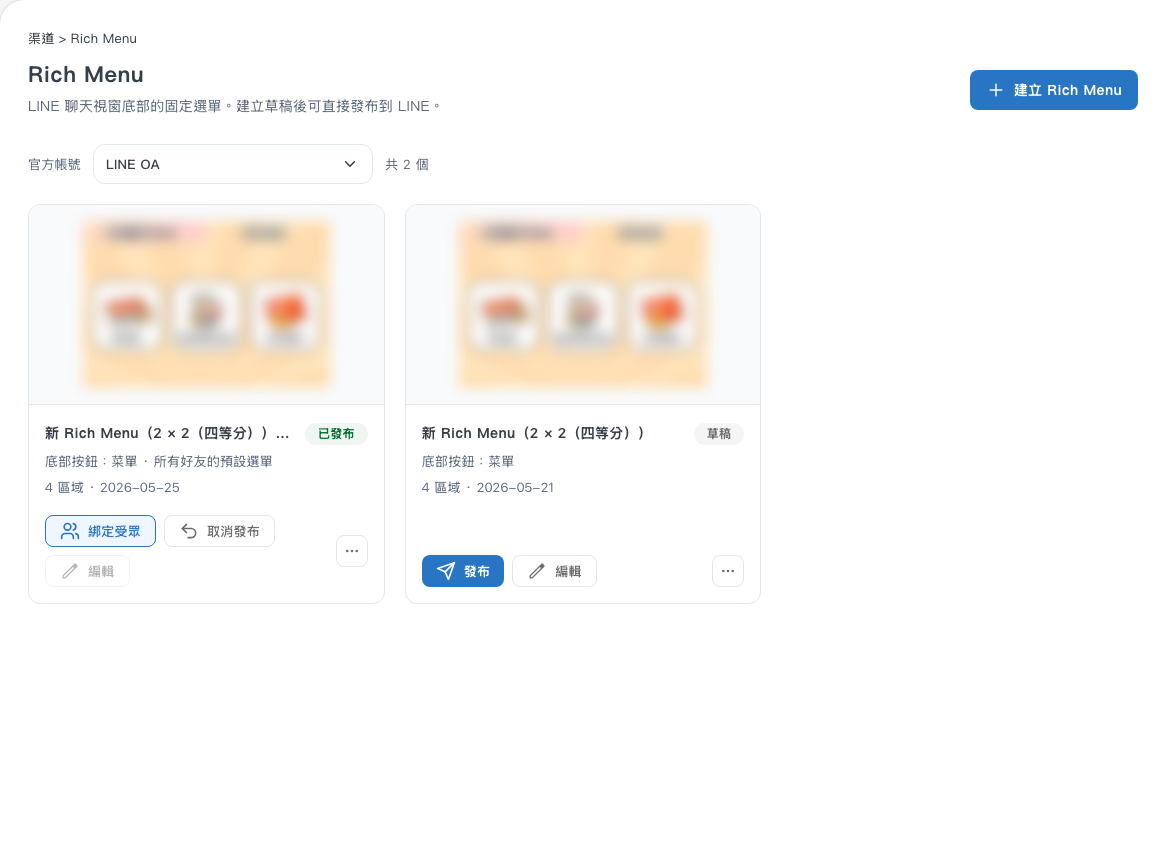 渠道 > Rich Menu
Rich Menu
LINE 聊天視窗底部的固定選單。建立草稿後可直接發布到 LINE。
建立 Rich Menu
官方帳號
LINE OA
共 2 個
新 Rich Menu（2 × 2（四等分））...
已發布
底部按鈕：菜單 · 所有好友的預設選單
4 區域 · 2026-05-25
綁定受眾
取消發布
編輯
新 Rich Menu（2 × 2（四等分））
草稿
底部按鈕：菜單
4 區域 · 2026-05-21
發布
編輯